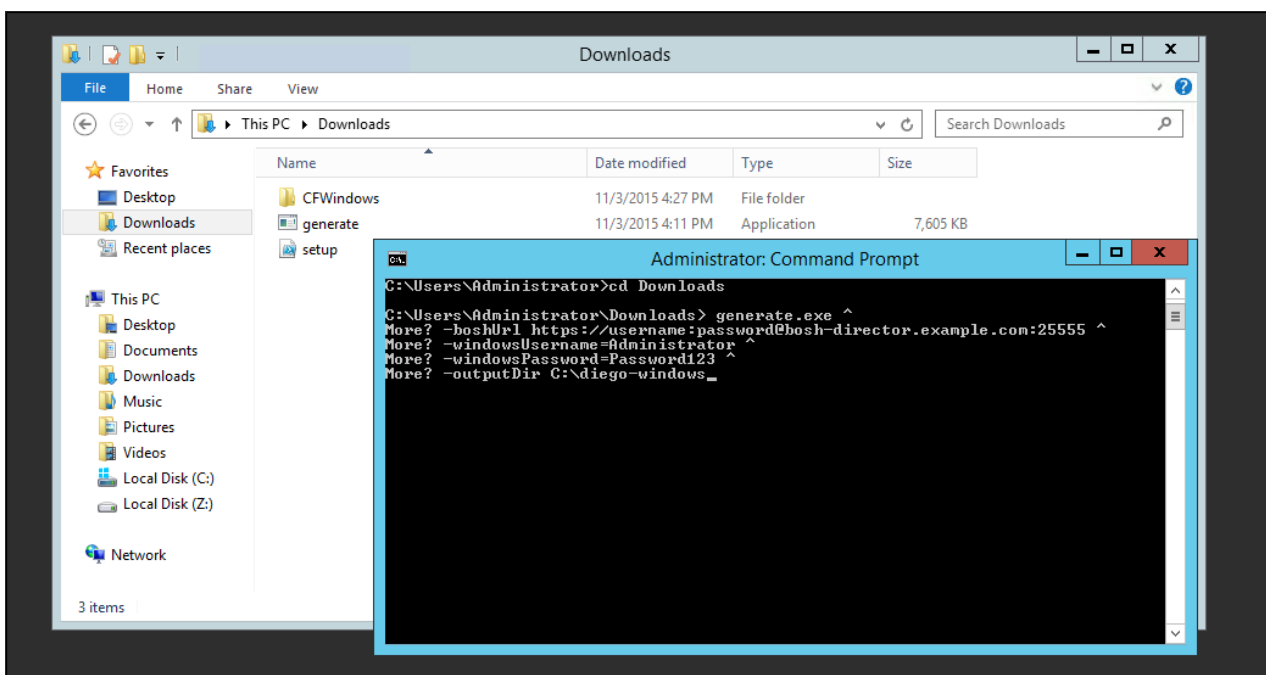 Downloads
File Home Share View
This PC Downloads
Search Downloads
Name Date modified Type Size
Favorites
Desktop
Downloads
Recent places
This PC
Desktop
Documents
Downloads
Music
Pictures
Videos
Local Disk (C:)
Local Disk (Z:)
Network
CFWindows 11/3/2015 4:27 PM File folder
generate 11/3/2015 4:11 PM Application 7,605 KB
setup
3 items
Administrator: Command Prompt
C:\Users\Administrator>cd Downloads
C:\Users\Administrator\Downloads> generate.exe ^
More? -boshUrl https://username:password@bosh-director.example.com:25555 ^
More? -windowsUsername=Administrator ^
More? -windowsPassword=Password123 ^
More? -outputDir C:\diego-windows_